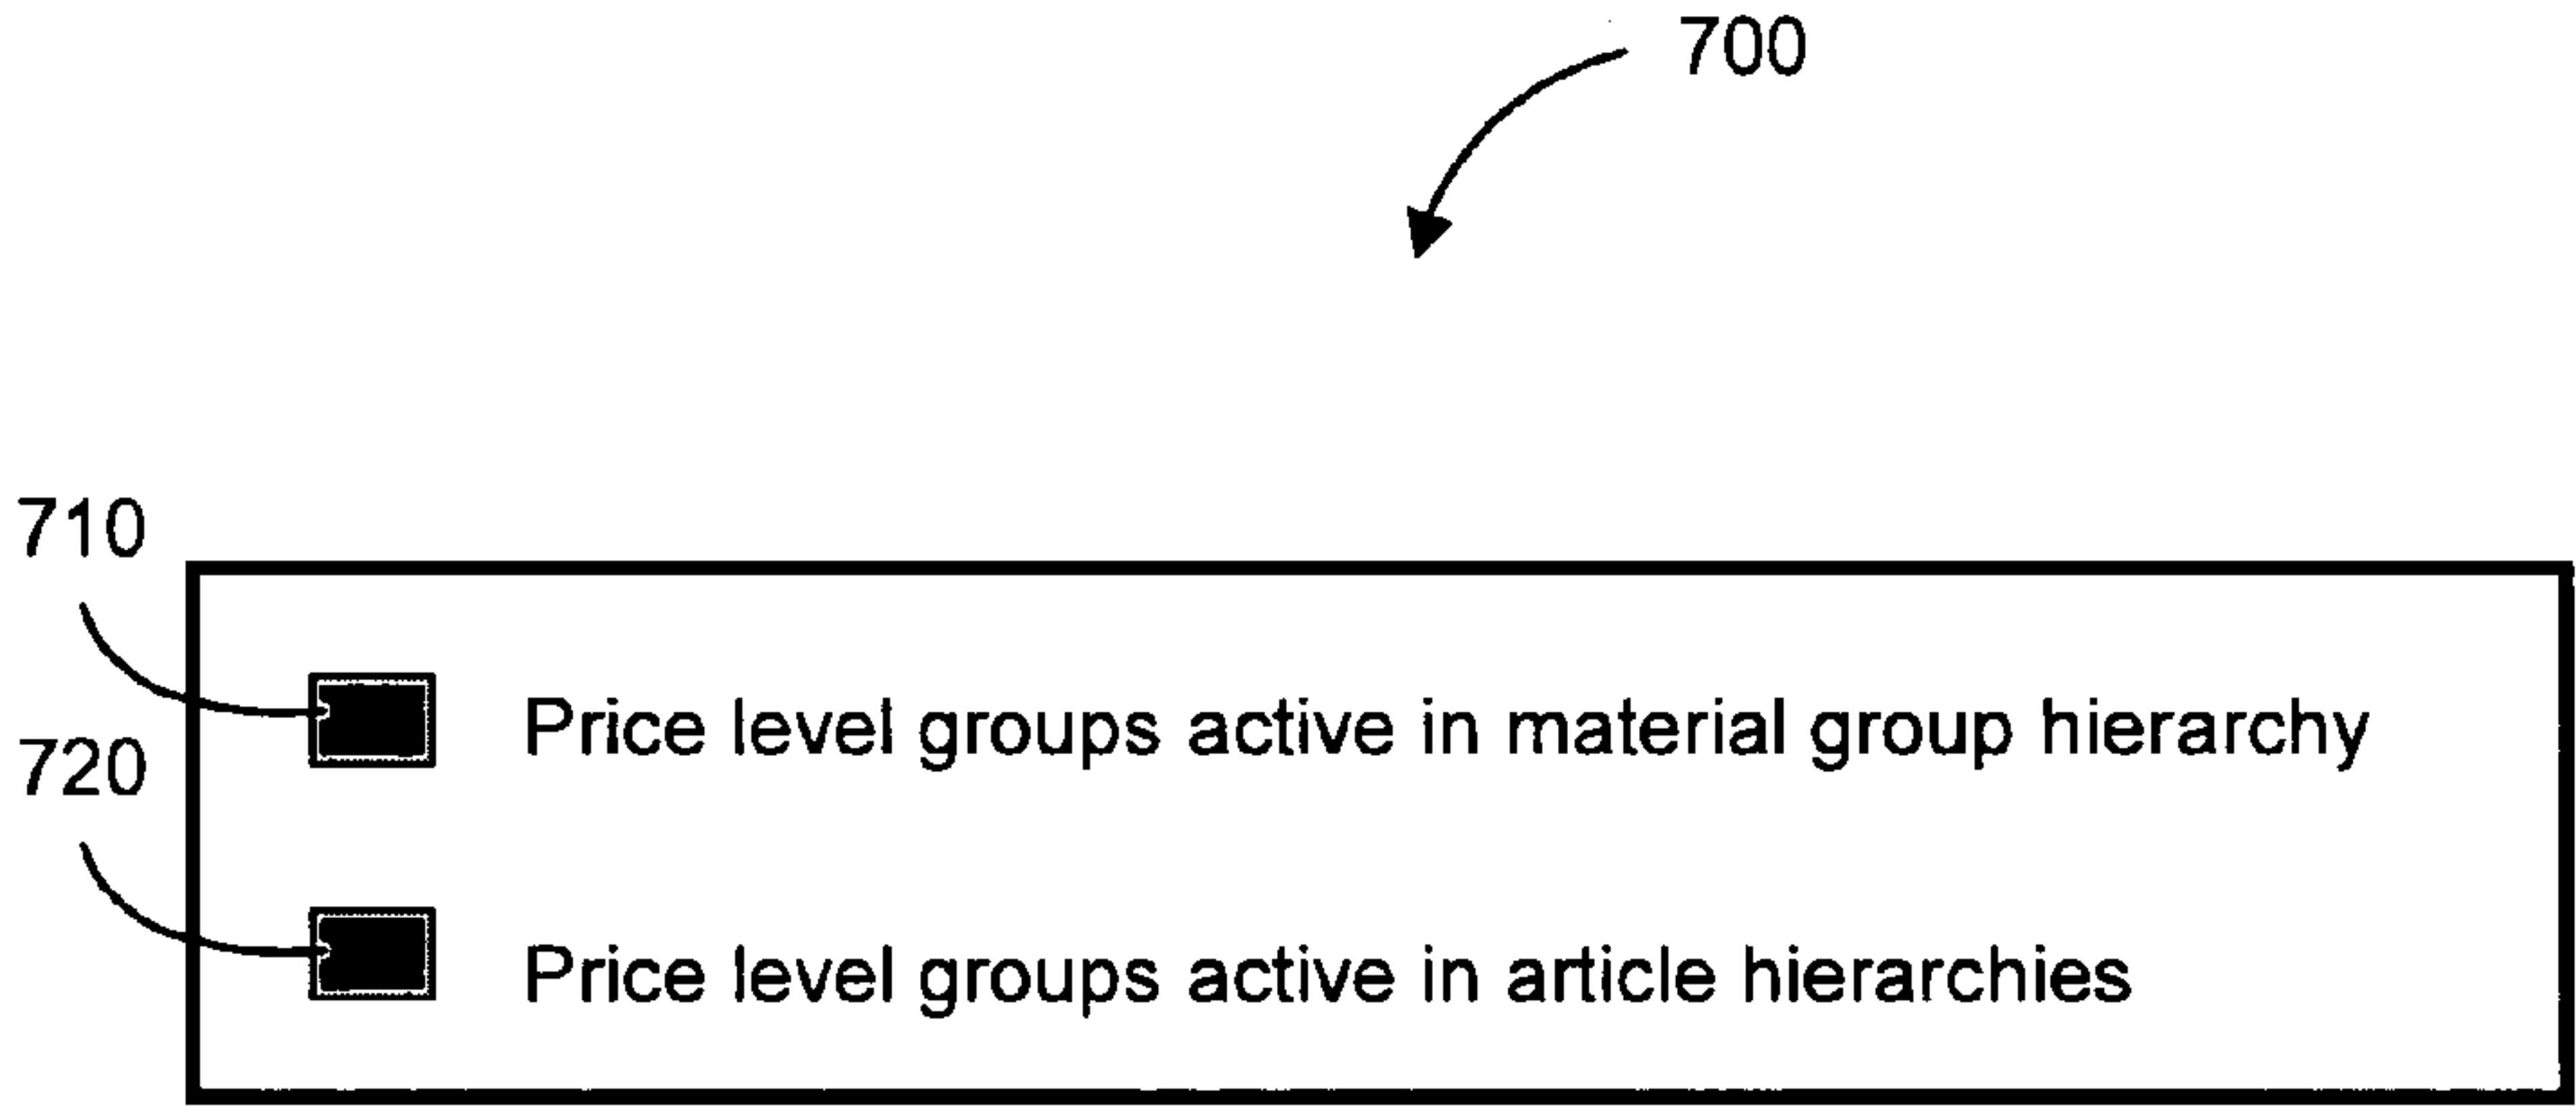 700
710
Price level groups active in material group hierarchy
720
Price level groups active in article hierarchies